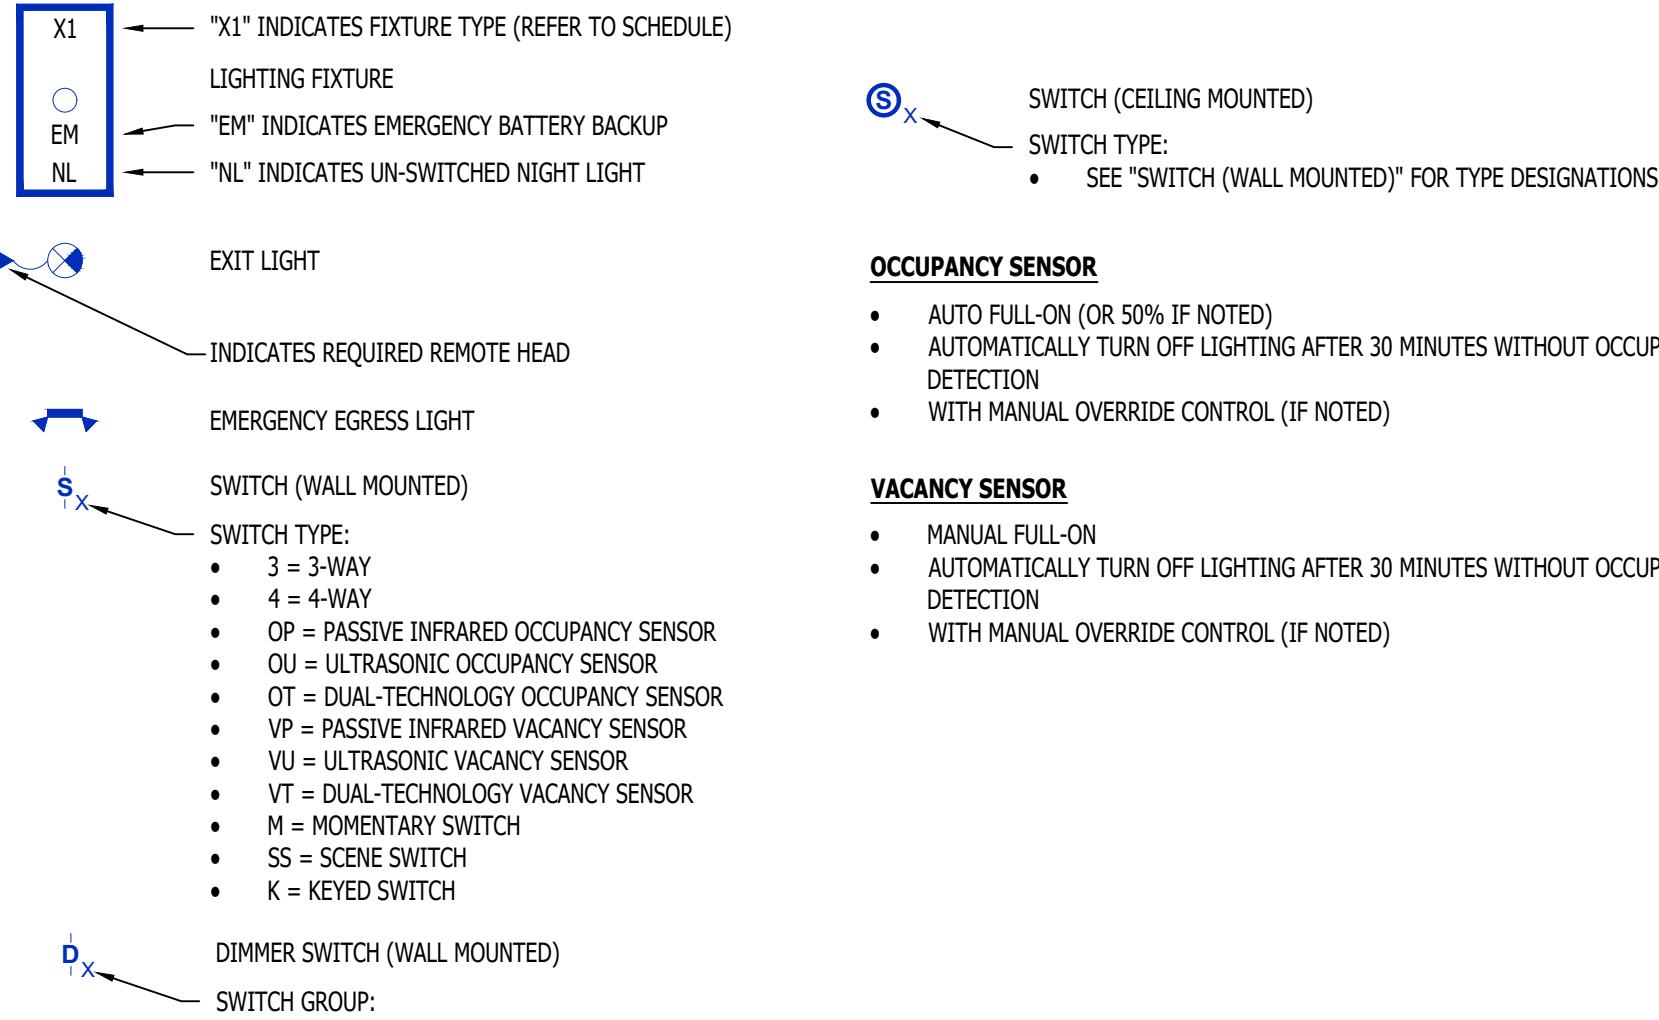 X1
"X1" INDICATES FIXTURE TYPE (REFER TO SCHEDULE)
LIGHTING FIXTURE
EM
"EM" INDICATES EMERGENCY BATTERY BACKUP
NL
"NL" INDICATES UN-SWITCHED NIGHT LIGHT
EXIT LIGHT
INDICATES REQUIRED REMOTE HEAD
EMERGENCY EGRESS LIGHT
S X
SWITCH (WALL MOUNTED)
SWITCH TYPE:
• 3 = 3-WAY
• 4 = 4-WAY
• OP = PASSIVE INFRARED OCCUPANCY SENSOR
• OU = ULTRASONIC OCCUPANCY SENSOR
• OT = DUAL-TECHNOLOGY OCCUPANCY SENSOR
• VP = PASSIVE INFRARED VACANCY SENSOR
• VU = ULTRASONIC VACANCY SENSOR
• VT = DUAL-TECHNOLOGY VACANCY SENSOR
• M = MOMENTARY SWITCH
• SS = SCENE SWITCH
• K = KEYED SWITCH
D X
DIMMER SWITCH (WALL MOUNTED)
SWITCH GROUP:
S X
SWITCH (CEILING MOUNTED)
SWITCH TYPE:
• SEE "SWITCH (WALL MOUNTED)" FOR TYPE DESIGNATIONS
OCCUPANCY SENSOR
• AUTO FULL-ON (OR 50% IF NOTED)
• AUTOMATICALLY TURN OFF LIGHTING AFTER 30 MINUTES WITHOUT
DETECTION
• WITH MANUAL OVERRIDE CONTROL (IF NOTED)
VACANCY SENSOR
• MANUAL FULL-ON
• AUTOMATICALLY TURN OFF LIGHTING AFTER 30 MINUTES WITHOUT
DETECTION
• WITH MANUAL OVERRIDE CONTROL (IF NOTED)